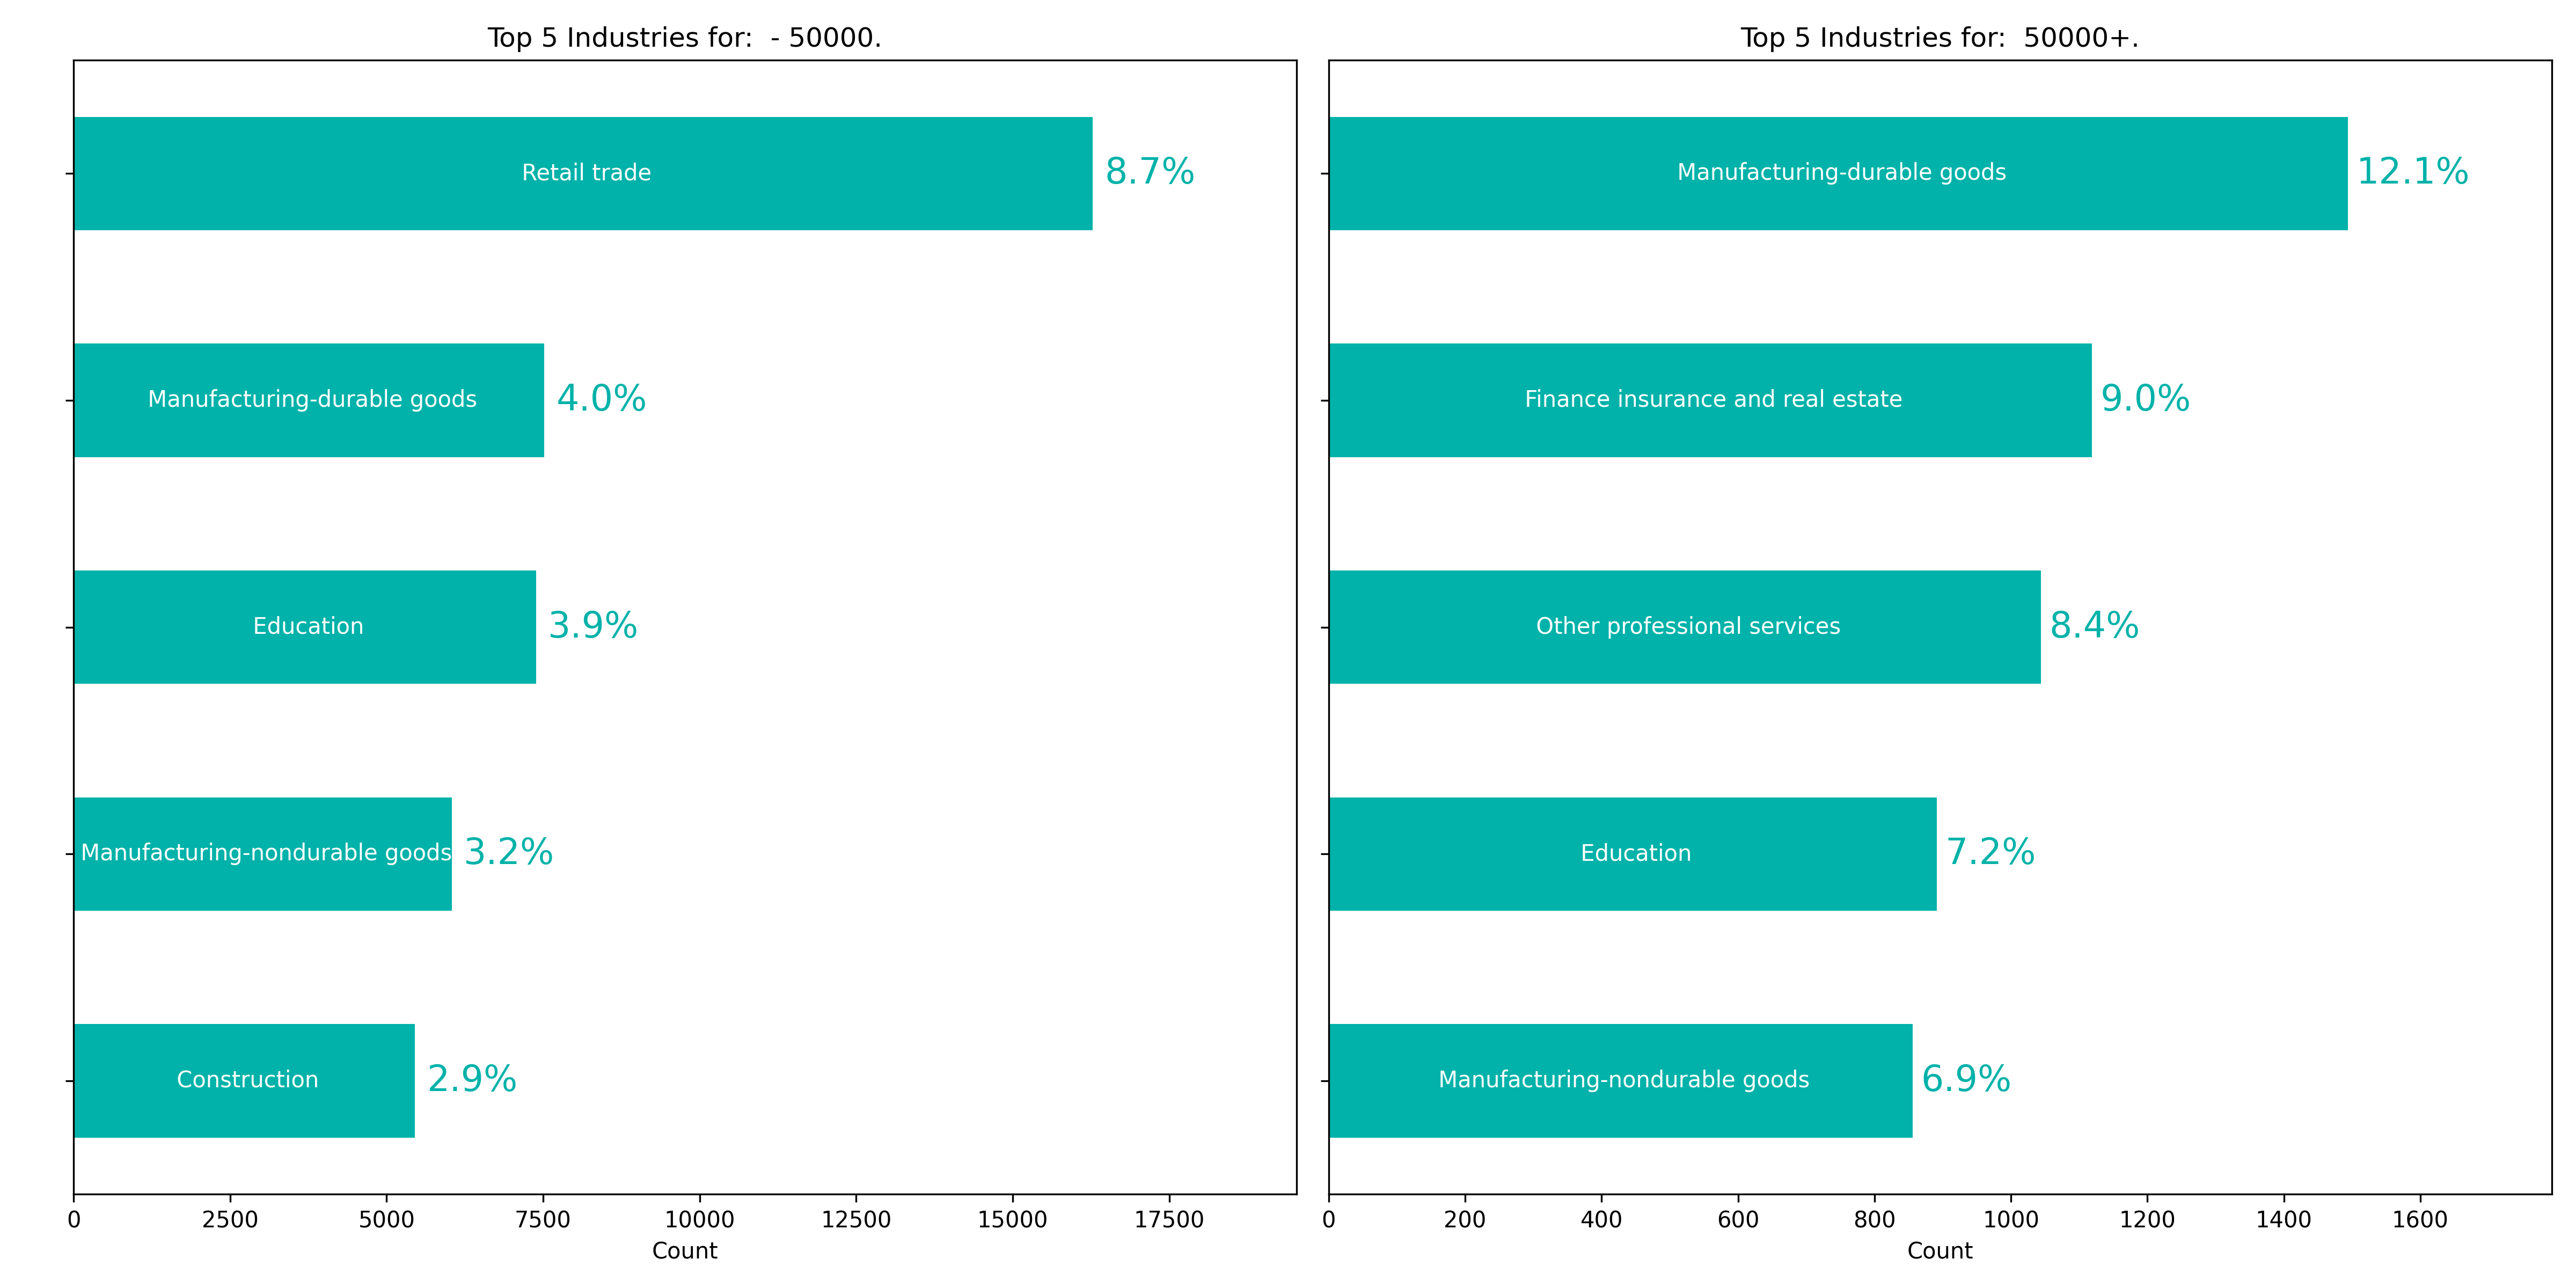 Top 5 Industries for:  - 50000.
Retail trade 8.7%
Manufacturing-durable goods 4.0%
Education 3.9%
Manufacturing-nondurable goods 3.2%
Construction 2.9%
0 2500 5000 7500 10000 12500 15000 17500
Count
Top 5 Industries for:  50000+.
Manufacturing-durable goods 12.1%
Finance insurance and real estate 9.0%
Other professional services 8.4%
Education 7.2%
Manufacturing-nondurable goods 6.9%
0 200 400 600 800 1000 1200 1400 1600
Count